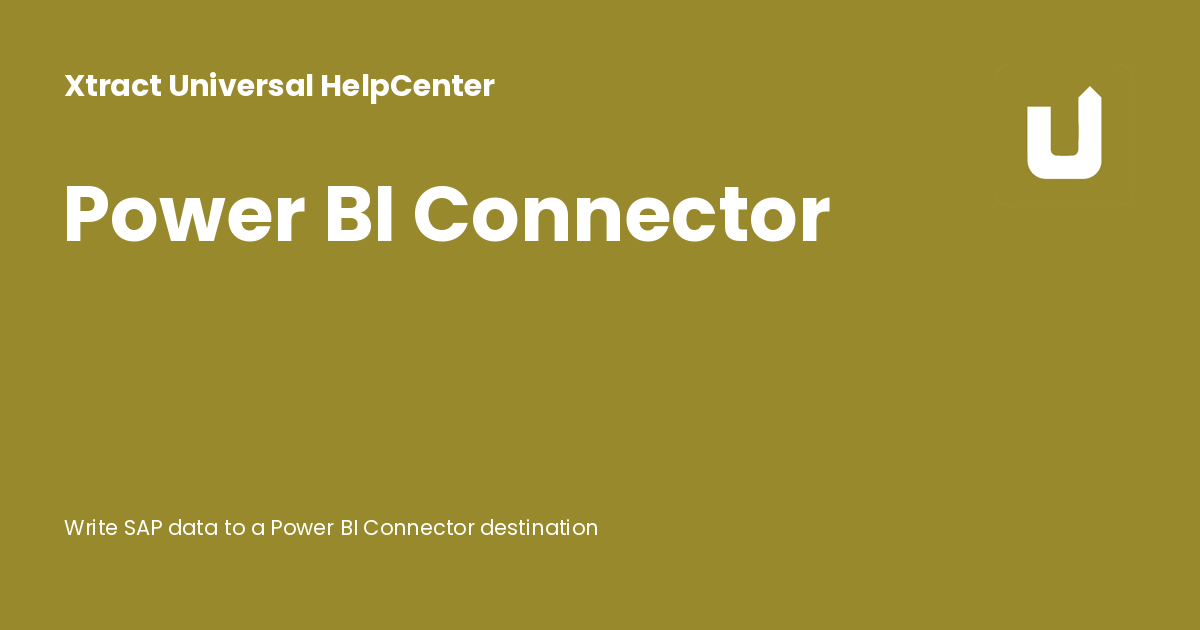 Xtract Universal HelpCenter
Power BI Connector
Write SAP data to a Power BI Connector destination